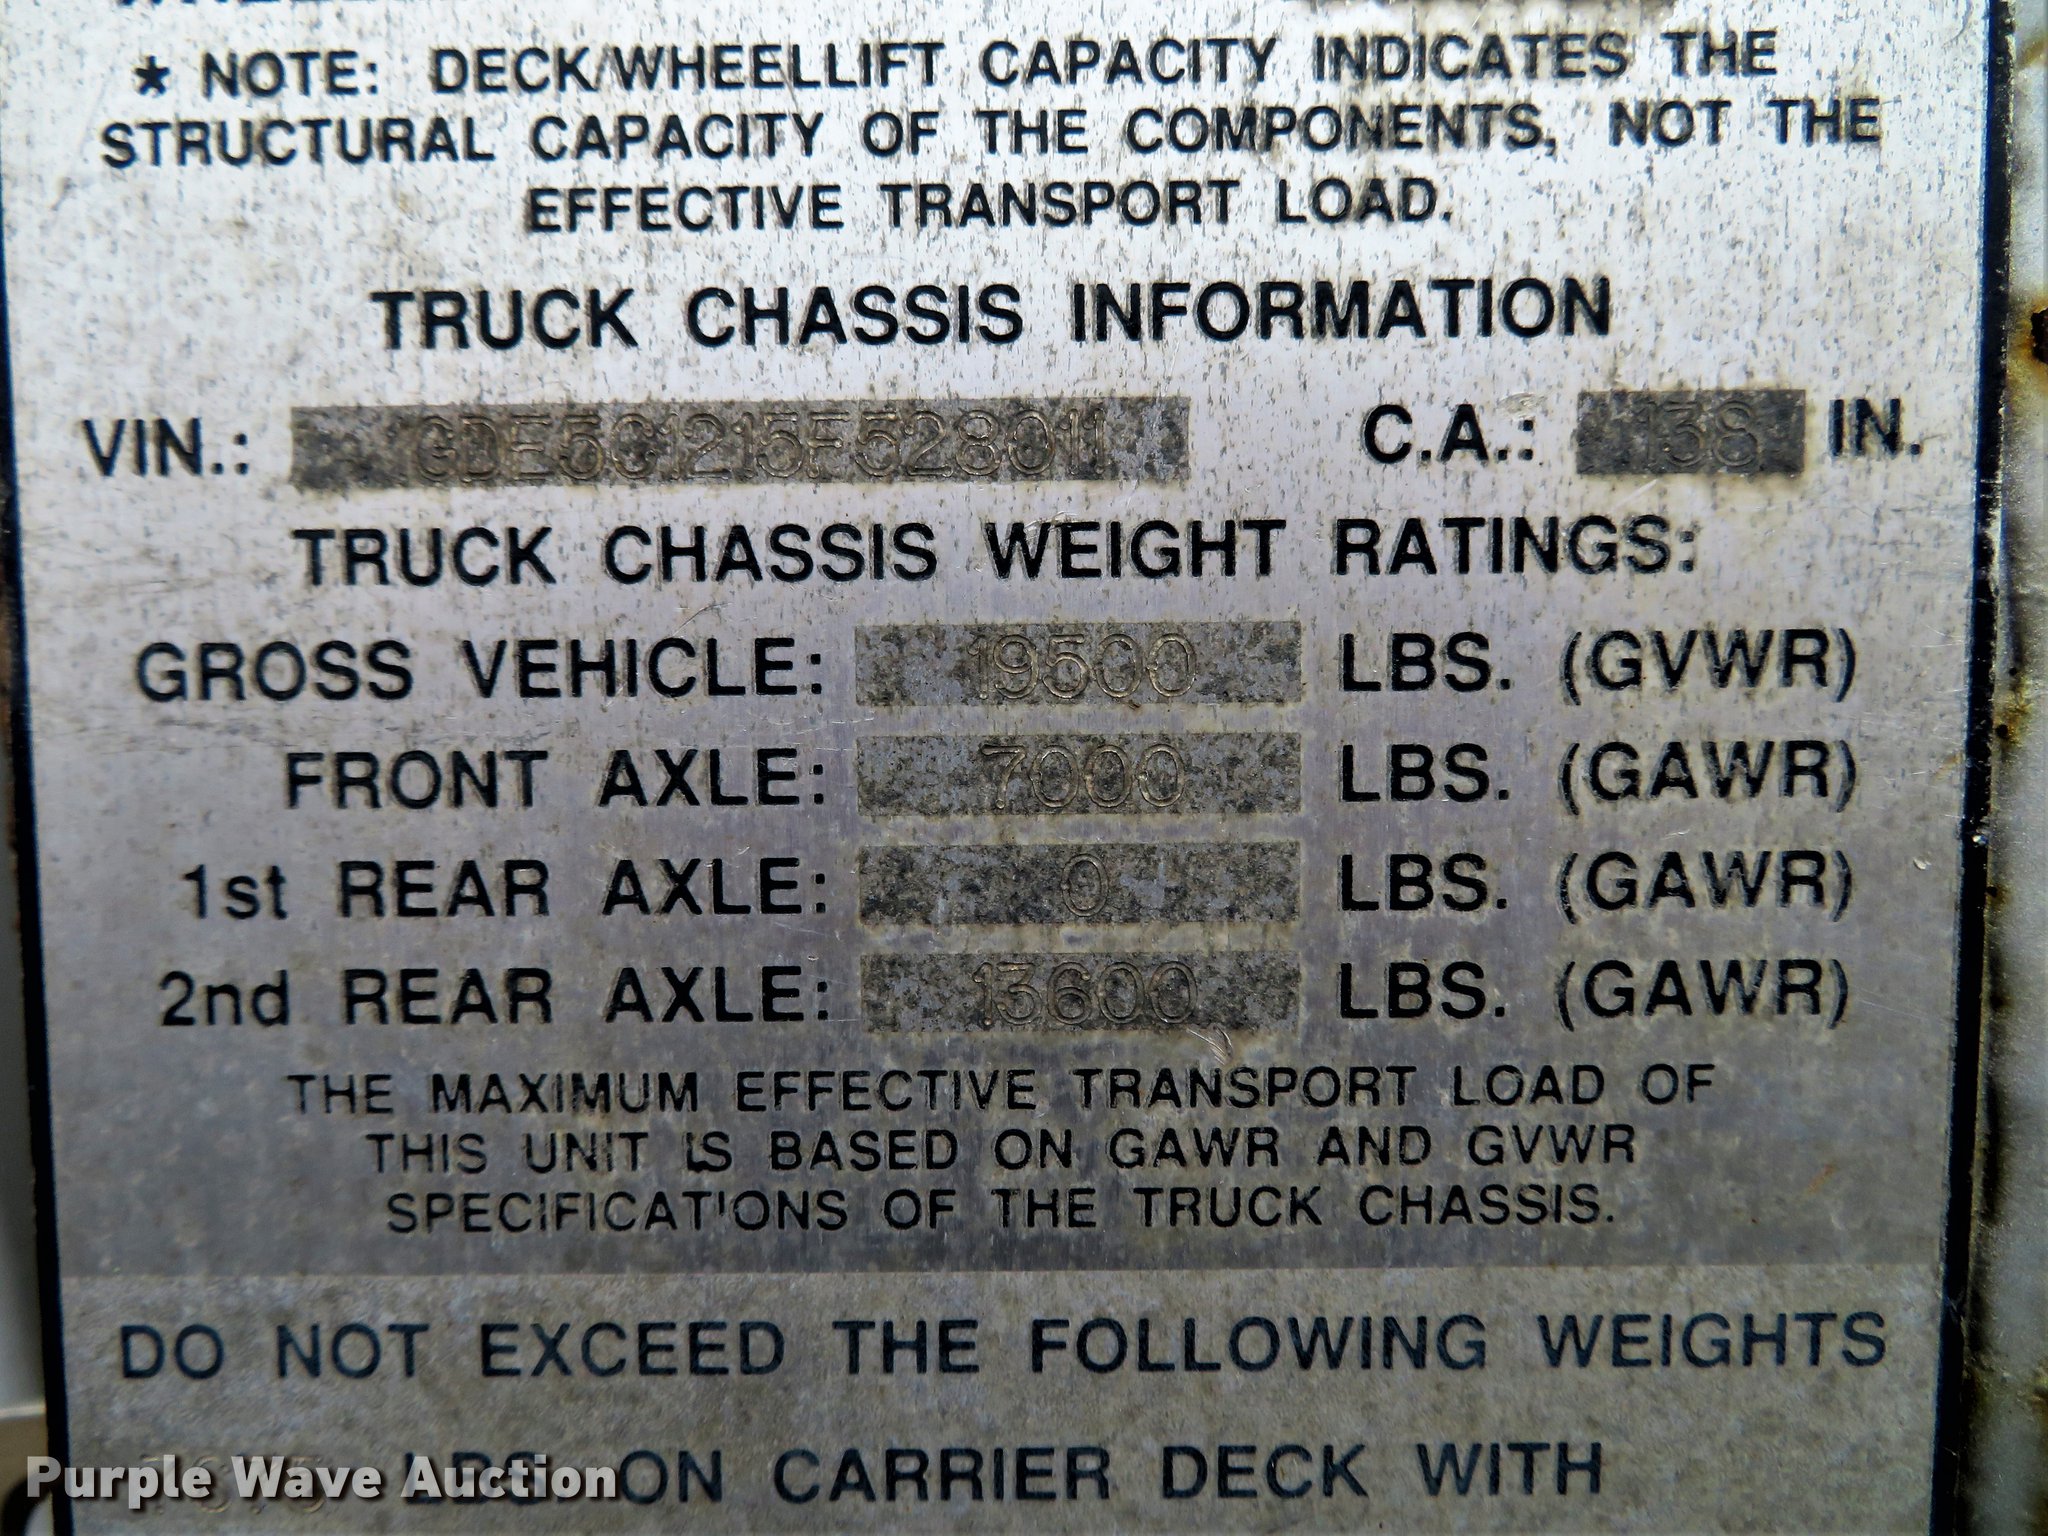 * NOTE: DECK/WHEELLIFT CAPACITY INDICATES THE
STRUCTURAL CAPACITY OF THE COMPONENTS, NOT THE
EFFECTIVE TRANSPORT LOAD.
TRUCK CHASSIS INFORMATION
VIN.: GDE5C1215F528011 C.A.: 138 IN.
TRUCK CHASSIS WEIGHT RATINGS:
GROSS VEHICLE: 19500 LBS. (GVWR)
FRONT AXLE: 7000 LBS. (GAWR)
1st REAR AXLE: 0 LBS. (GAWR)
2nd REAR AXLE: 13600 LBS. (GAWR)
THE MAXIMUM EFFECTIVE TRANSPORT LOAD OF
THIS UNIT IS BASED ON GAWR AND GVWR
SPECIFICATIONS OF THE TRUCK CHASSIS.
DO NOT EXCEED THE FOLLOWING WEIGHTS
LBS ON CARRIER DECK WITH
Purple Wave Auction